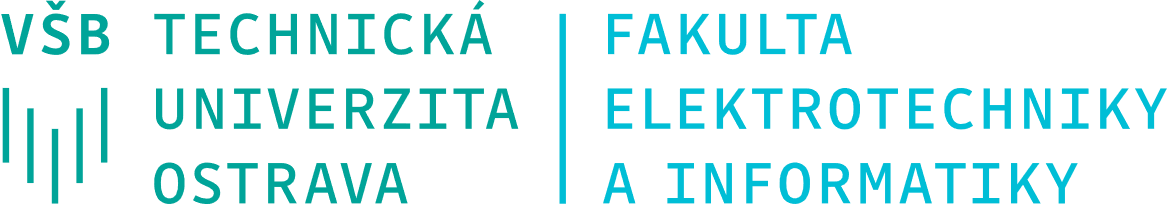 VŠB TECHNICKÁ
UNIVERZITA
OSTRAVA
FAKULTA
ELEKTROTECHNIKY
A INFORMATIKY